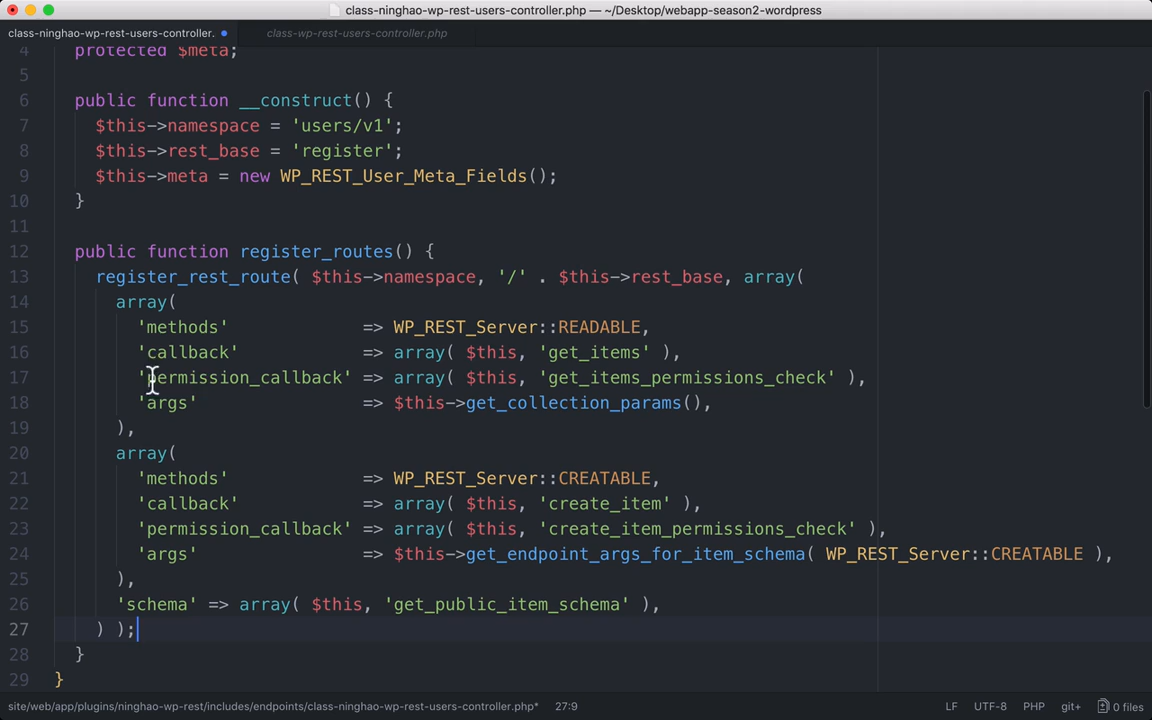 class-ninghao-wp-rest-users-controller.php — ~/Desktop/webapp-season2-wordpress
class-ninghao-wp-rest-users-controller. class-wp-rest-users-controller.php
4 protected $meta;
5
6 public function __construct() {
7 $this->namespace = 'users/v1';
8 $this->rest_base = 'register';
9 $this->meta = new WP_REST_User_Meta_Fields();
10 }
11
12 public function register_routes() {
13 register_rest_route( $this->namespace, '/' . $this->rest_base, array(
14 array(
15 'methods' => WP_REST_Server::READABLE,
16 'callback' => array( $this, 'get_items' ),
17 'permission_callback' => array( $this, 'get_items_permissions_check' ),
18 'args' => $this->get_collection_params(),
19 ),
20 array(
21 'methods' => WP_REST_Server::CREATABLE,
22 'callback' => array( $this, 'create_item' ),
23 'permission_callback' => array( $this, 'create_item_permissions_check' ),
24 'args' => $this->get_endpoint_args_for_item_schema( WP_REST_Server::CREATABLE ),
25 ),
26 'schema' => array( $this, 'get_public_item_schema' ),
27 ) );
28 }
29 }
site/web/app/plugins/ninghao-wp-rest/includes/endpoints/class-ninghao-wp-rest-users-controller.php* 27:9 LF UTF-8 PHP git+ 0 files